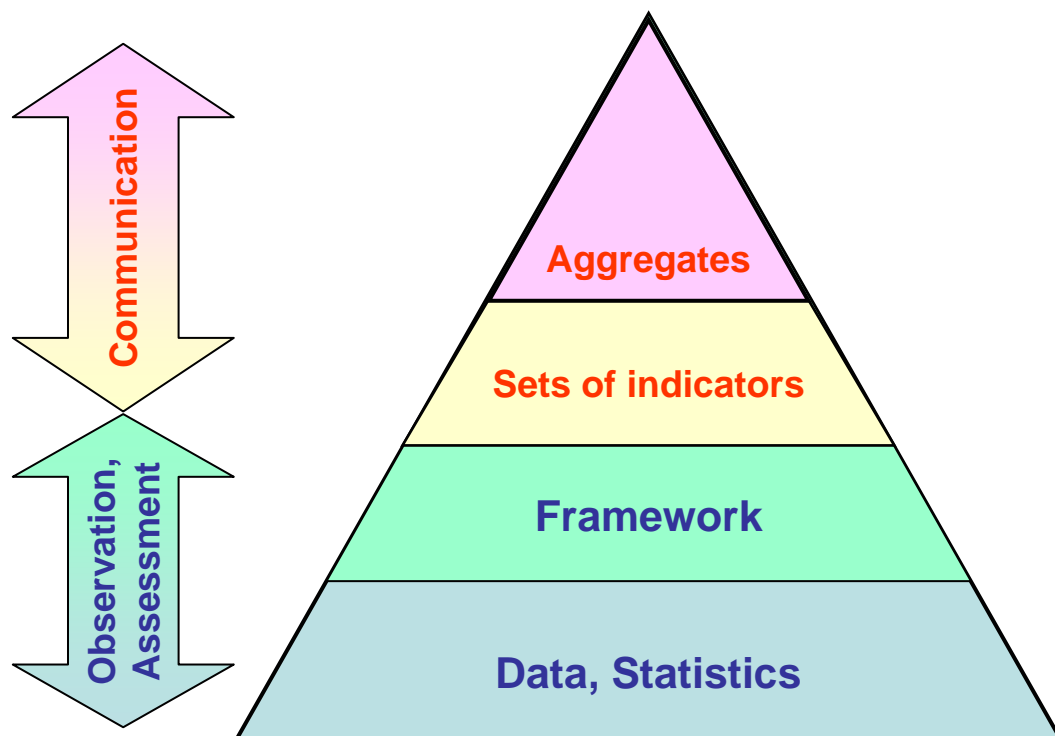 Communication
Observation,
Assessment
Aggregates
Sets of indicators
Framework
Data, Statistics